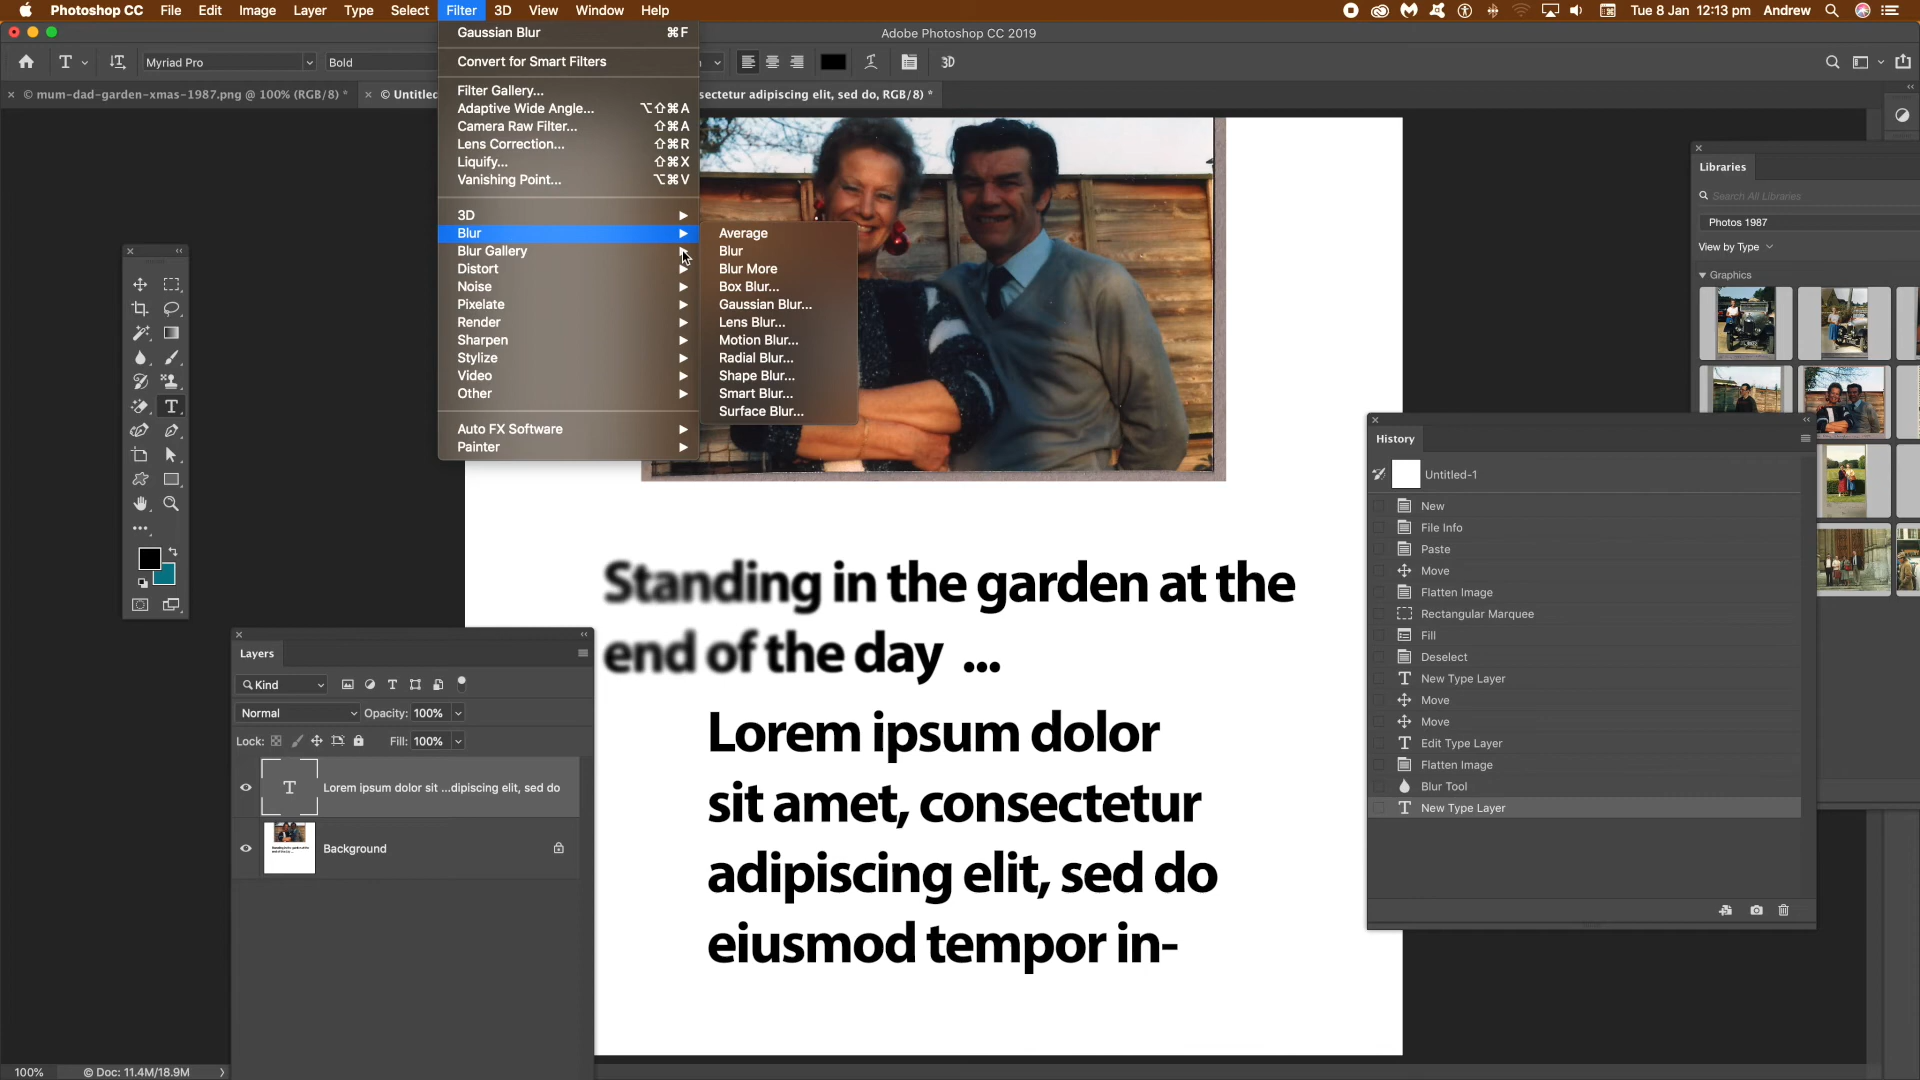 Photoshop CC File Edit Image Layer Type Select Filter 3D View Window Help Tue 8 Jan 12:13 pm Andrew
Adobe Photoshop CC 2019
Myriad Pro Bold 3D
© mum-dad-garden-xmas-1987.png @ 100% (RGB/8) * © Untitle sectetur adipiscing elit, sed do, RGB/8) *
Gaussian Blur ⌘F
Convert for Smart Filters
Filter Gallery...
Adaptive Wide Angle... ⌥⇧⌘A
Camera Raw Filter... ⇧⌘A
Lens Correction... ⇧⌘R
Liquify... ⇧⌘X
Vanishing Point... ⌥⌘V
3D
Blur
Blur Gallery
Distort
Noise
Pixelate
Render
Sharpen
Stylize
Video
Other
Auto FX Software
Painter
Average
Blur
Blur More
Box Blur...
Gaussian Blur...
Lens Blur...
Motion Blur...
Radial Blur...
Shape Blur...
Smart Blur...
Surface Blur...
Libraries
Search All Libraries
Photos 1987
View by Type
Graphics
Standing in the garden at the
end of the day ...
Lorem ipsum dolor
sit amet, consectetur
adipiscing elit, sed do
eiusmod tempor in-
Layers
Kind
Normal Opacity: 100%
Lock: Fill: 100%
Lorem ipsum dolor sit ...dipiscing elit, sed do
Background
History
Untitled-1
New
File Info
Paste
Move
Flatten Image
Rectangular Marquee
Fill
Deselect
New Type Layer
Move
Move
Edit Type Layer
Flatten Image
Blur Tool
New Type Layer
100% © Doc: 11.4M/18.9M